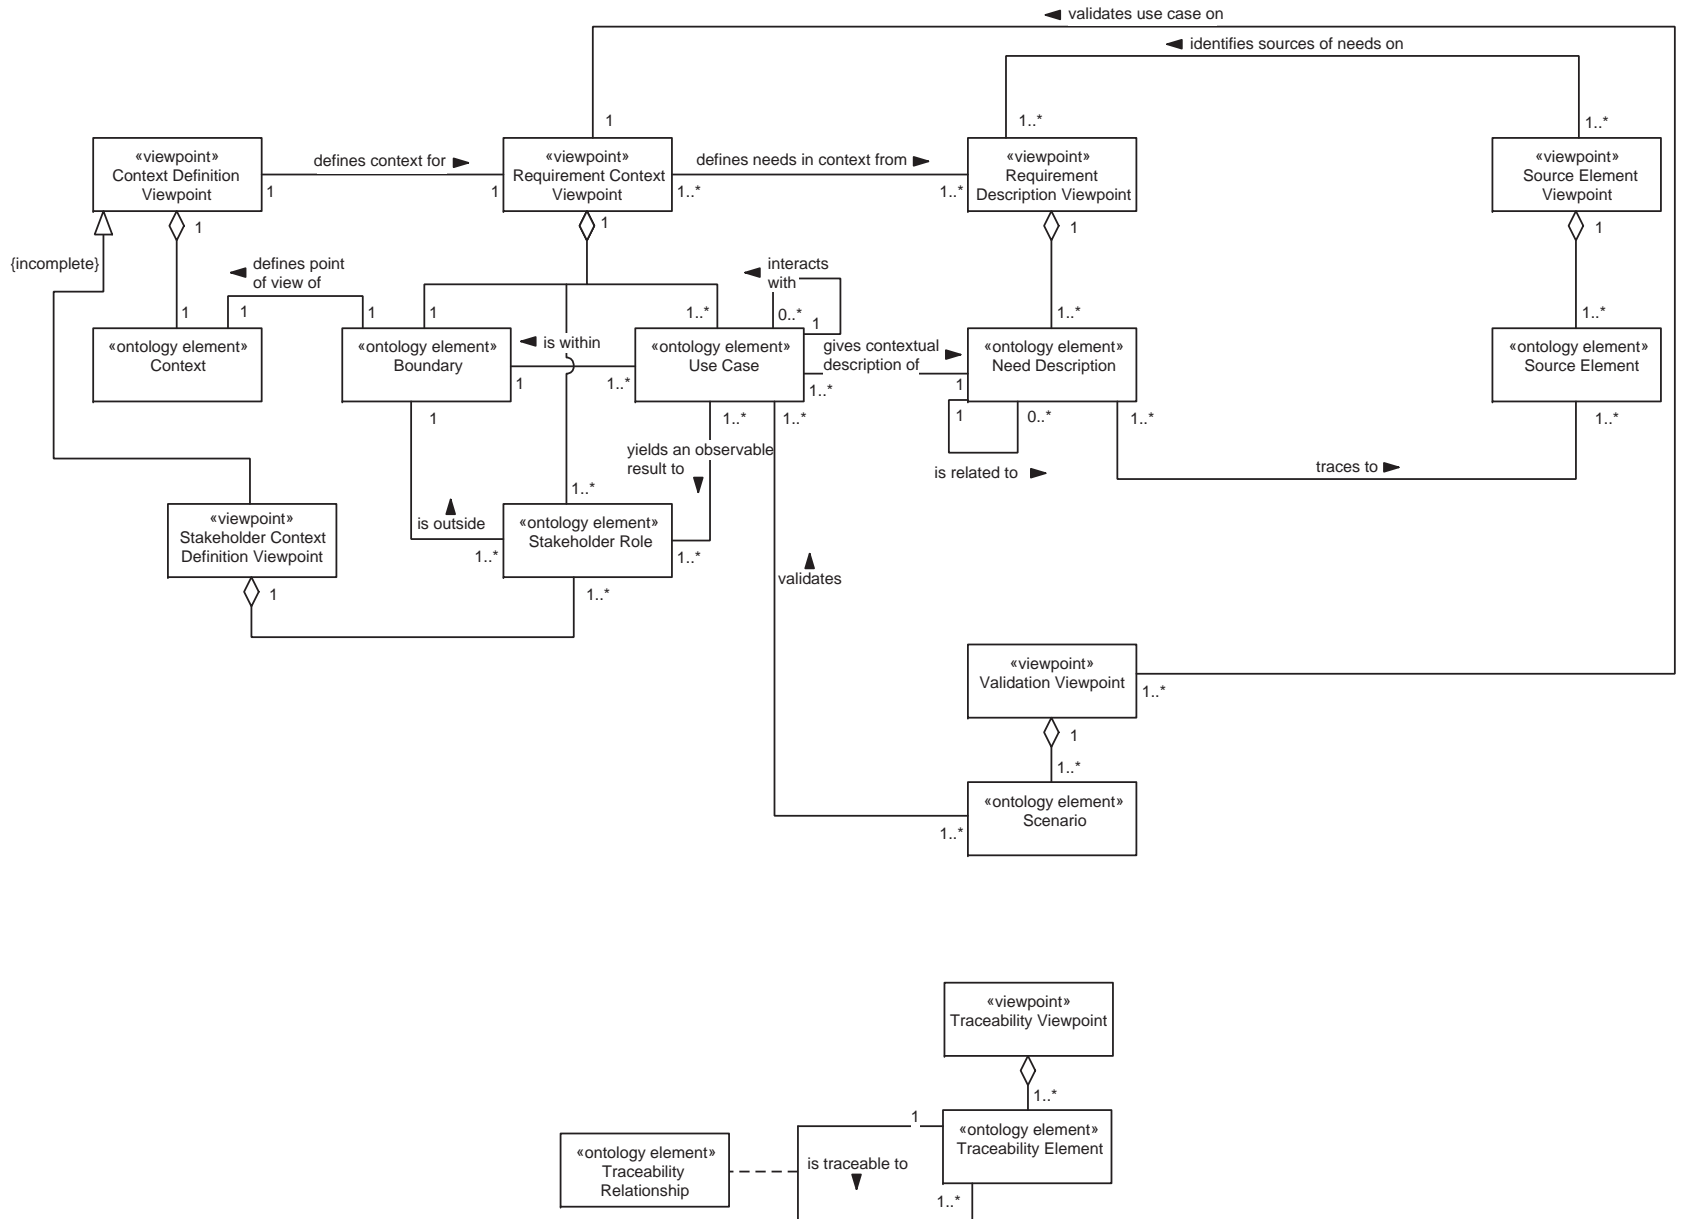 ◄ validates use case on
◄ identifies sources of needs on
1
1..*
1..*
«viewpoint»
Context Definition
Viewpoint
defines context for ►
1
1
«viewpoint»
Requirement Context
Viewpoint
defines needs in context from ►
1..*
1..*
«viewpoint»
Requirement
Description Viewpoint
«viewpoint»
Source Element
Viewpoint
1
1
1
1
{incomplete}
◄ defines point
of view of
◄ interacts
with
1
1
1
1
1..*
0..*
1
1..*
1..*
«ontology element»
Context
«ontology element»
Boundary
◄ is within
1
1..*
«ontology element»
Use Case
gives contextual ►
description of
1..*
1
«ontology element»
Need Description
«ontology element»
Source Element
1
1..*
1..*
1
0..*
1..*
1..*
yields an observable
result to
▼
is related to ►
traces to ►
1..*
«viewpoint»
Stakeholder Context
Definition Viewpoint
▲
is outside
1..*
«ontology element»
Stakeholder Role
1..*
1
1..*
▲
validates
«viewpoint»
Validation Viewpoint
1..*
1
1..*
«ontology element»
Scenario
1..*
«viewpoint»
Traceability Viewpoint
1..*
1
«ontology element»
Traceability Element
«ontology element»
Traceability
Relationship
is traceable to
▼
1..*